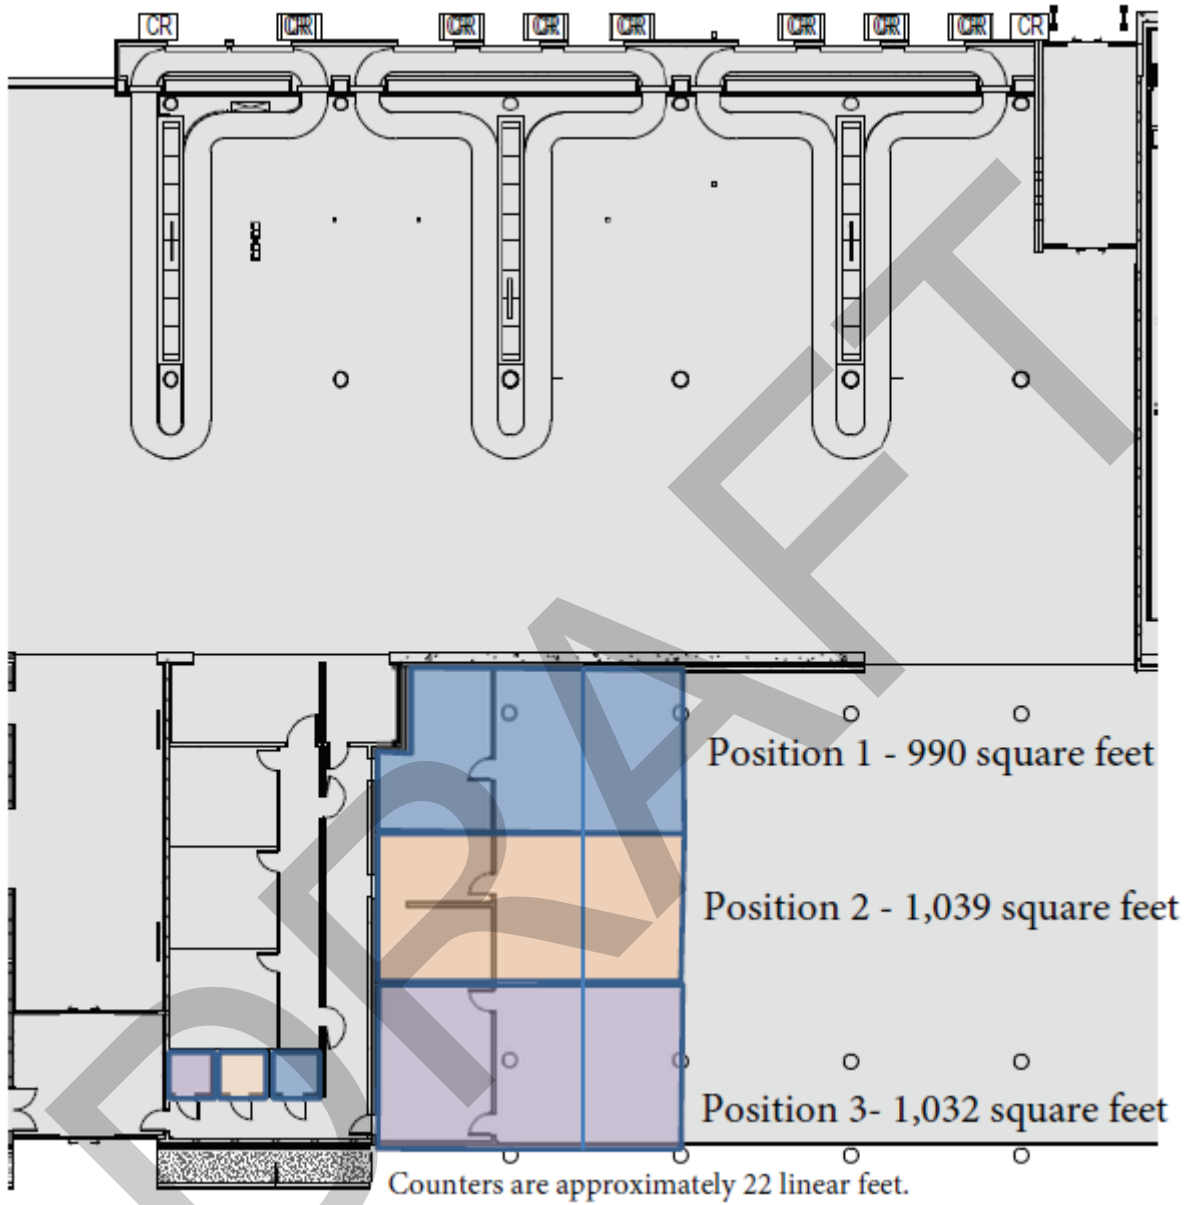 CR CR CR CR CR CR CR CR CR
Position 1 - 990 square feet
Position 2 - 1,039 square feet
Position 3- 1,032 square feet
Counters are approximately 22 linear feet.
DRAFT